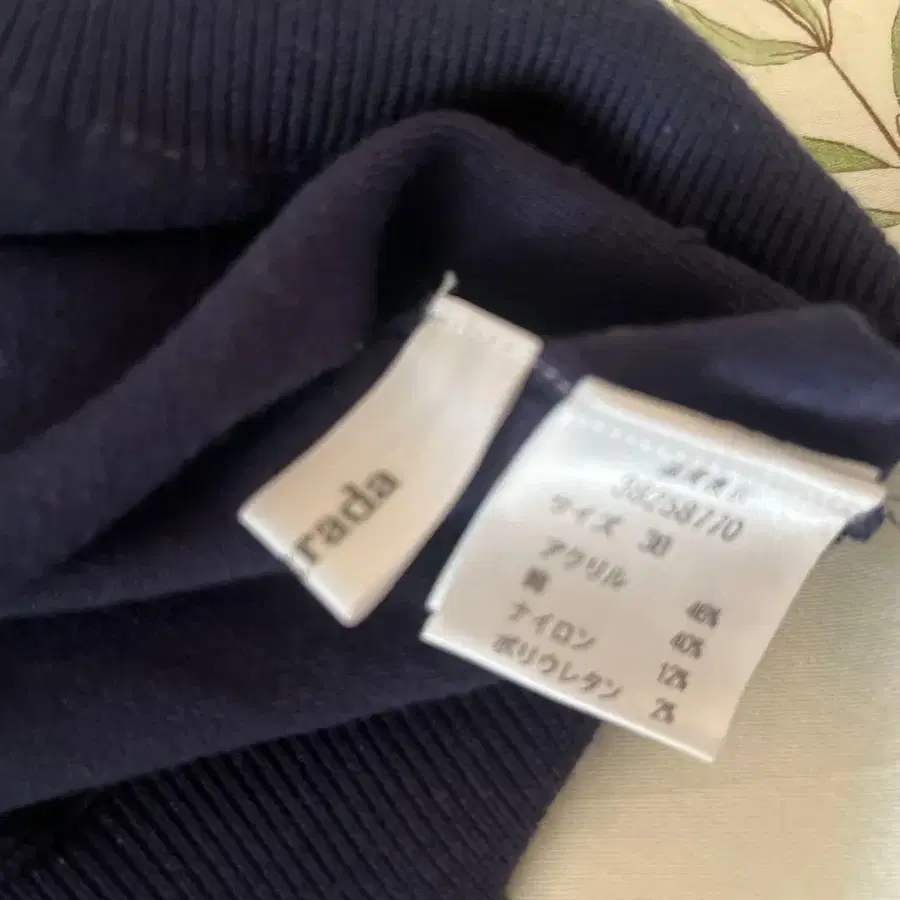 rada
39258770
サイズ 38
アクリル 46%
綿 40%
ナイロン 12%
ポリウレタン 2%